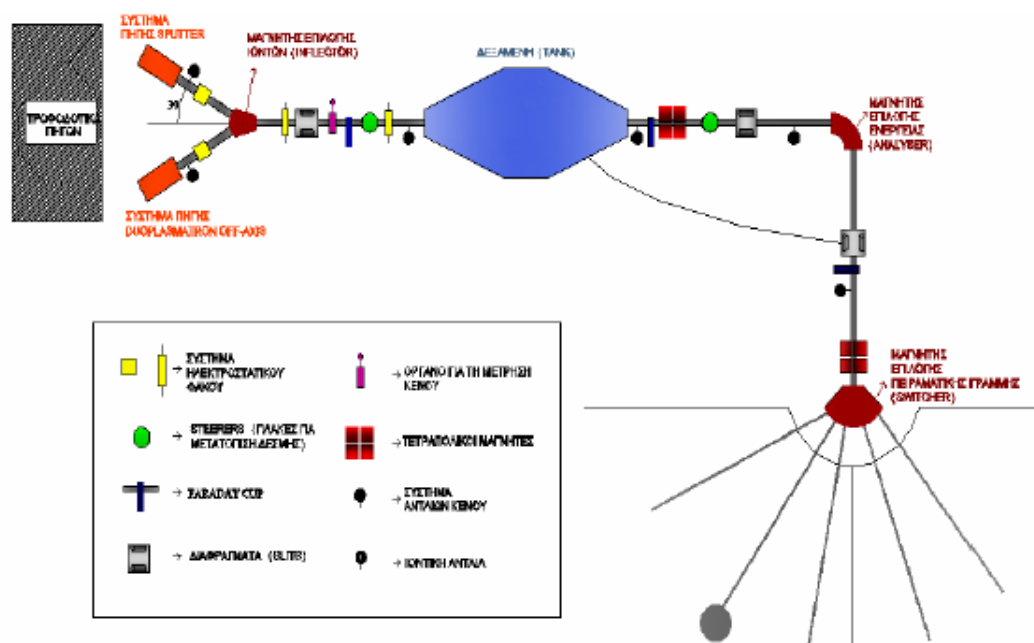 ΣΥΣΤΗΜΑ
ΠΗΓΗΣ SPUTTER
ΜΑΓΝΗΤΗΣ ΕΠΙΛΟΓΗΣ
ΙΟΝΤΩΝ (INFLECTOR)
ΔΕΞΑΜΕΝΗ (TANK)
ΤΡΟΦΟΔΟΤΙΚΑ
ΠΗΓΩΝ
30
ΜΑΓΝΗΤΗΣ
ΕΠΙΛΟΓΗΣ
ΕΝΕΡΓΕΙΑΣ
(ANALYSER)
ΣΥΣΤΗΜΑ ΠΗΓΗΣ
DUOPLASMATRON OFF-AXIS
ΣΥΣΤΗΜΑ
ΗΛΕΚΤΡΟΣΤΑΤΙΚΟΥ
ΦΑΚΟΥ
ΟΡΓΑΝΟ ΓΙΑ ΤΗ ΜΕΤΡΗΣΗ
ΚΕΝΟΥ
STEERERS (ΠΛΑΚΕΣ ΓΙΑ
ΜΕΤΑΤΟΠΙΣΗ ΔΕΣΜΗΣ)
ΤΕΤΡΑΠΟΛΙΚΟΙ ΜΑΓΝΗΤΕΣ
FARADAY CUP
ΣΥΣΤΗΜΑ
ΑΝΤΛΙΩΝ ΚΕΝΟΥ
ΔΙΑΦΡΑΓΜΑΤΑ (SLITS)
ΙΟΝΤΙΚΗ ΑΝΤΛΙΑ
ΜΑΓΝΗΤΗΣ
ΕΠΙΛΟΓΗΣ
ΠΕΙΡΑΜΑΤΙΚΗΣ ΓΡΑΜΜΗΣ
(SWITCHER)